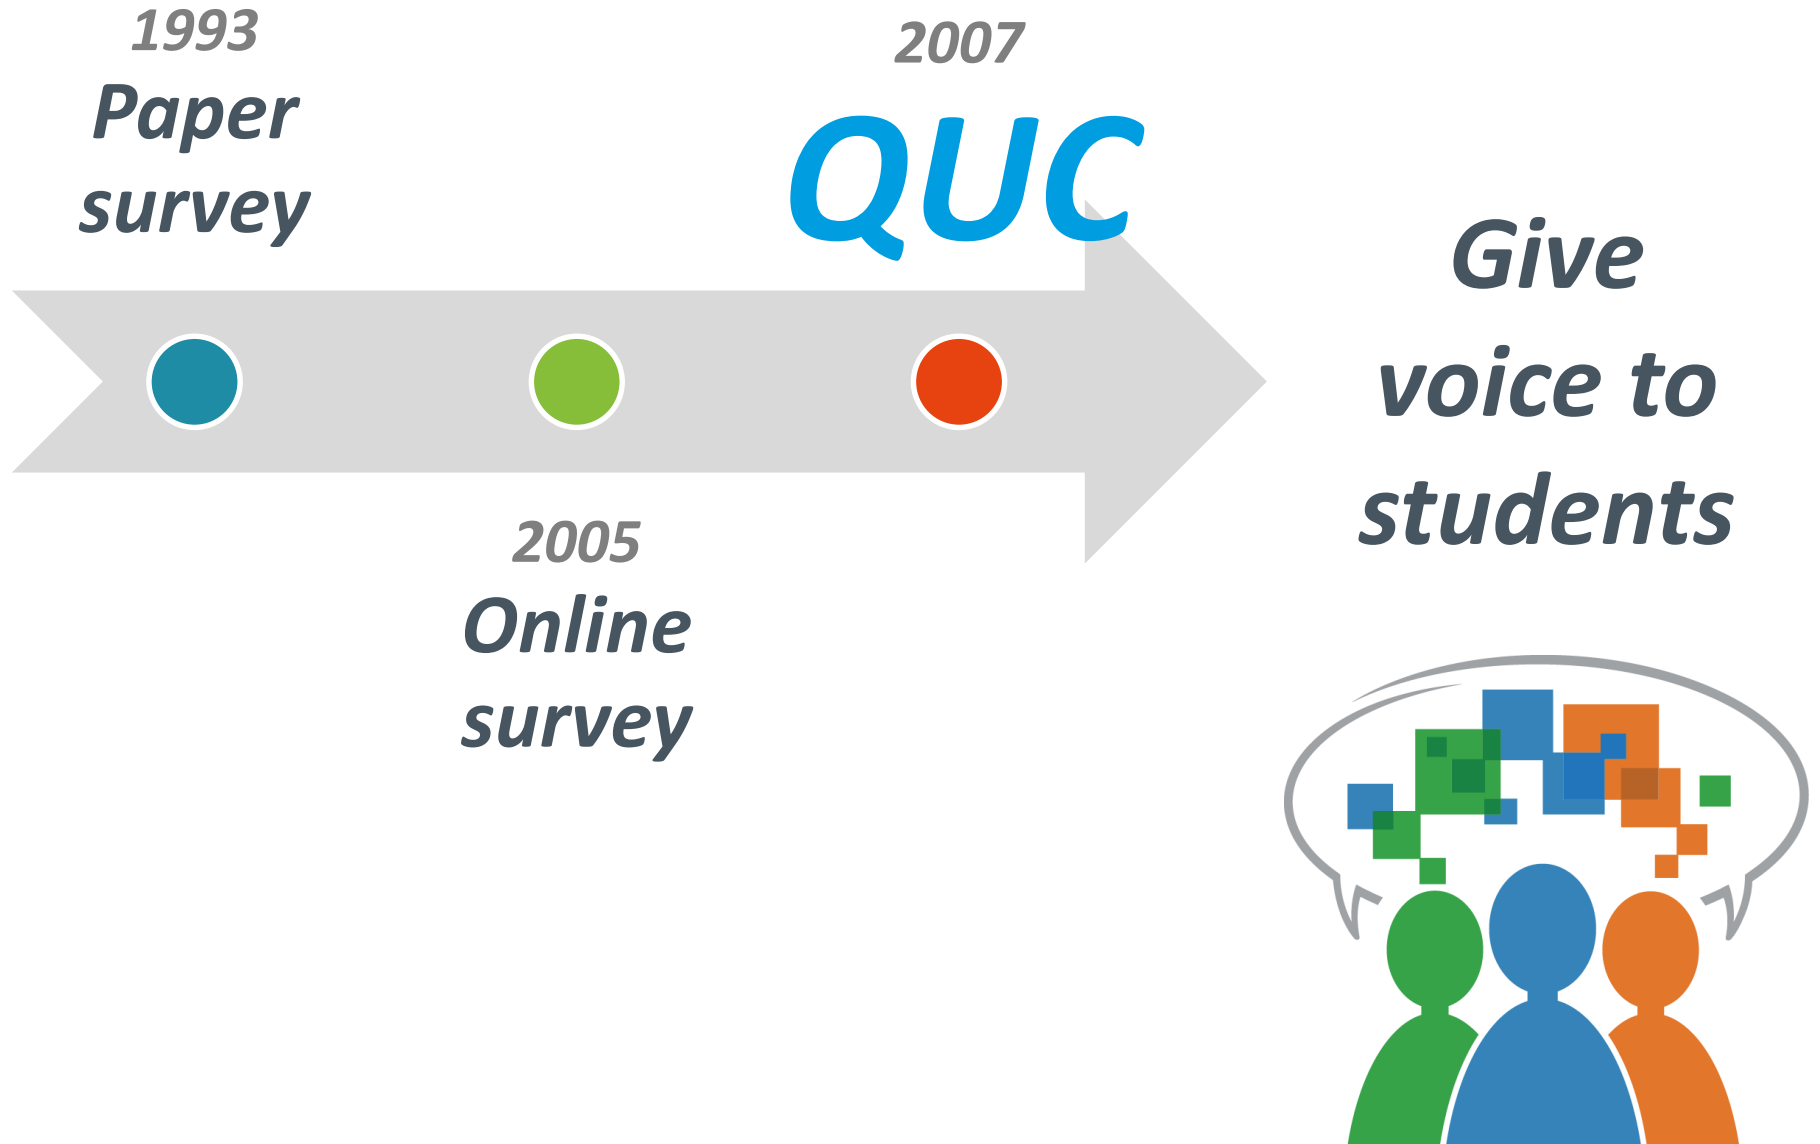 1993
Paper
survey
2005
Online
survey
2007
QUC
Give
voice to
students